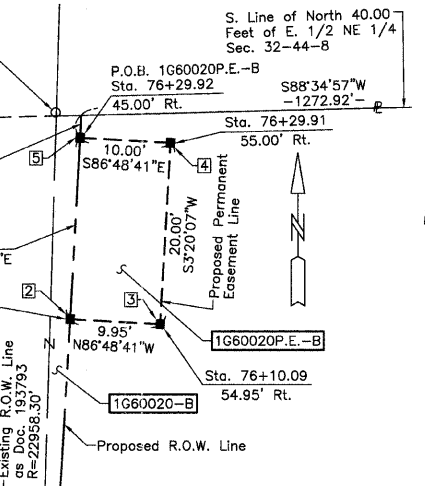 S. Line of North 40.00
Feet of E. 1/2 NE 1/4
Sec. 32-44-8
P.O.B. 1G60020P.E.-B
Sta. 76+29.92
45.00' Rt.
S88°34'57"W
-1272.92'-
Sta. 76+29.91
55.00' Rt.
10.00'
S86°48'41"E
5
4
20.00'
S3°20'07"W
Proposed Permanent
Easement Line
N
"E
2
3
9.95'
N86°48'41"W
1G60020P.E.-B
Sta. 76+10.09
54.95' Rt.
1G60020-B
Existing R.O.W. Line
as Doc. 193793
R=22958.30'
Proposed R.O.W. Line